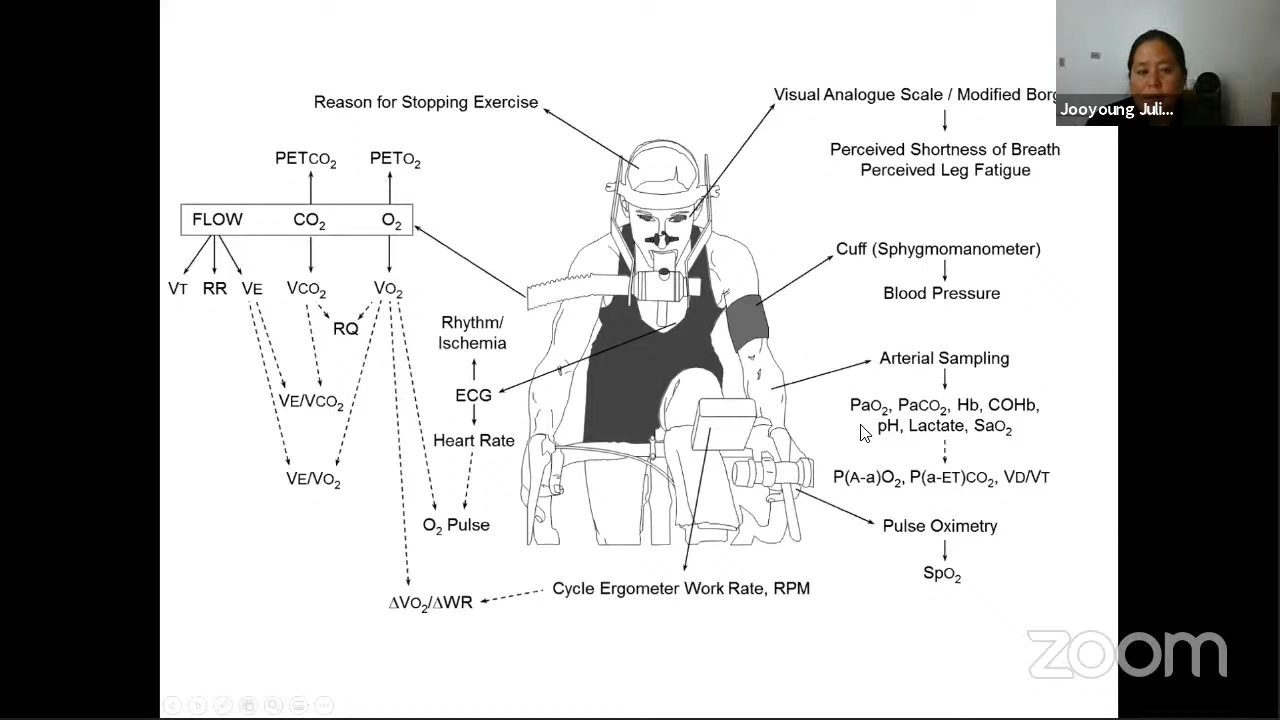 Reason for Stopping Exercise
Visual Analogue Scale / Modified Borg
Jooyoung Juli...
Perceived Shortness of Breath
Perceived Leg Fatigue
PETCO₂ PETO₂
FLOW CO₂ O₂
VT RR VE VCO₂ VO₂
RQ
VE/VCO₂
VE/VO₂
Rhythm/
Ischemia
ECG
Heart Rate
O₂ Pulse
ΔVO₂/ΔWR
Cycle Ergometer Work Rate, RPM
Cuff (Sphygmomanometer)
Blood Pressure
Arterial Sampling
PaO₂, PaCO₂, Hb, COHb,
pH, Lactate, SaO₂
P(A-a)O₂, P(a-ET)CO₂, VD/VT
Pulse Oximetry
SpO₂
zoom